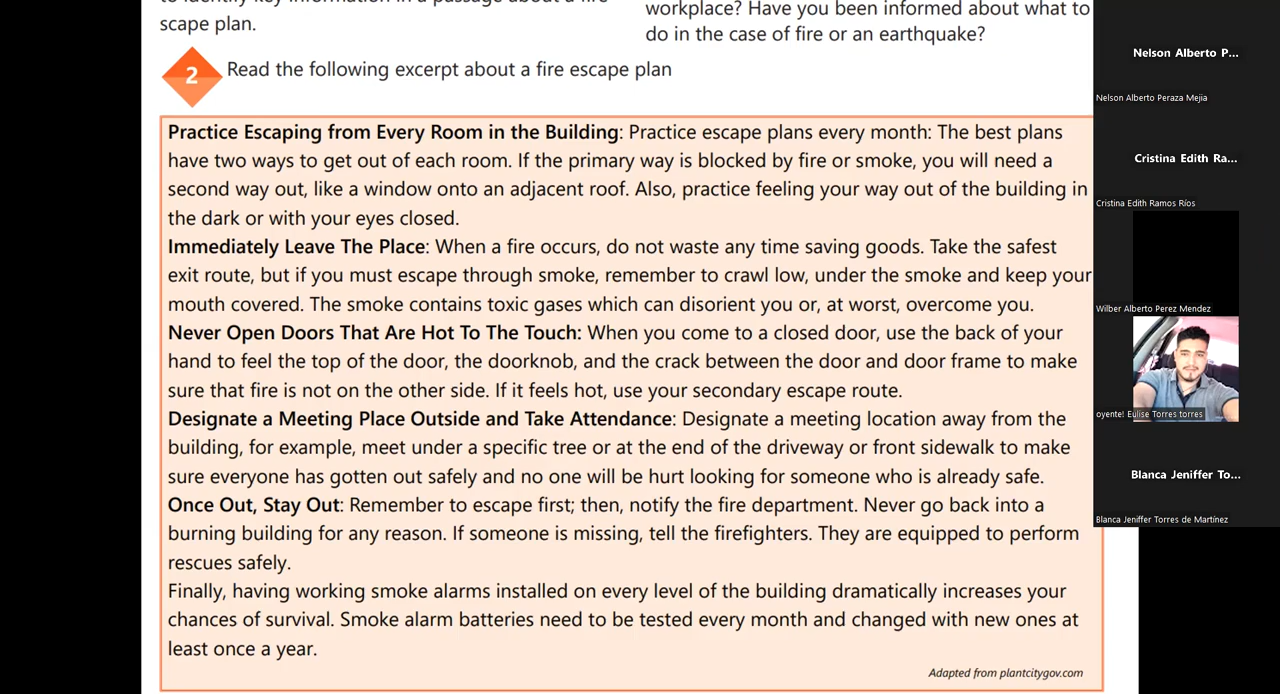 to identify key information in a passage about a fire
scape plan.
workplace? Have you been informed about what to
do in the case of fire or an earthquake?
2
Read the following excerpt about a fire escape plan
Practice Escaping from Every Room in the Building: Practice escape plans every month: The best plans
have two ways to get out of each room. If the primary way is blocked by fire or smoke, you will need a
second way out, like a window onto an adjacent roof. Also, practice feeling your way out of the building in
the dark or with your eyes closed.
Immediately Leave The Place: When a fire occurs, do not waste any time saving goods. Take the safest
exit route, but if you must escape through smoke, remember to crawl low, under the smoke and keep your
mouth covered. The smoke contains toxic gases which can disorient you or, at worst, overcome you.
Never Open Doors That Are Hot To The Touch: When you come to a closed door, use the back of your
hand to feel the top of the door, the doorknob, and the crack between the door and door frame to make
sure that fire is not on the other side. If it feels hot, use your secondary escape route.
Designate a Meeting Place Outside and Take Attendance: Designate a meeting location away from the
building, for example, meet under a specific tree or at the end of the driveway or front sidewalk to make
sure everyone has gotten out safely and no one will be hurt looking for someone who is already safe.
Once Out, Stay Out: Remember to escape first; then, notify the fire department. Never go back into a
burning building for any reason. If someone is missing, tell the firefighters. They are equipped to perform
rescues safely.
Finally, having working smoke alarms installed on every level of the building dramatically increases your
chances of survival. Smoke alarm batteries need to be tested every month and changed with new ones at
least once a year.
Adapted from plantcitygov.com
Nelson Alberto P...
Nelson Alberto Peraza Mejia
Cristina Edith Ra...
Cristina Edith Ramos Ríos
Wilber Alberto Perez Mendez
oyente! Eulise Torres torres
Blanca Jeniffer To...
Blanca Jeniffer Torres de Martínez